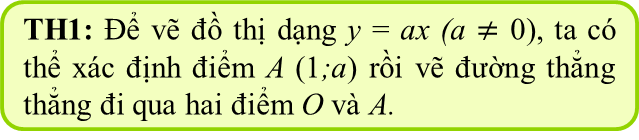 TH1: Để vẽ đồ thị dạng y = ax (a ≠ 0), ta có
thể xác định điểm A (1;a) rồi vẽ đường thẳng
thẳng đi qua hai điểm O và A.